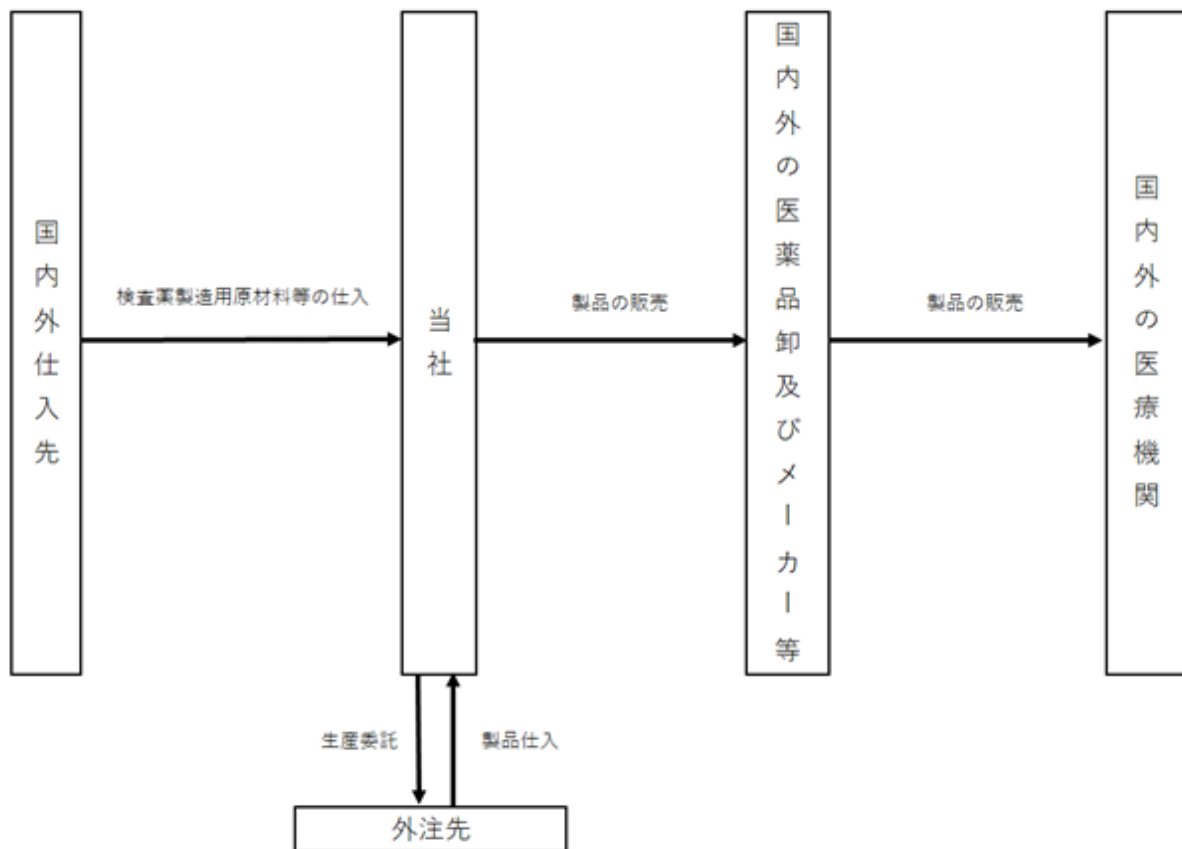 国内外仕入先
検査薬製造用原材料等の仕入
当社
製品の販売
国内外の医薬品卸及びメーカー等
製品の販売
国内外の医療機関
生産委託
製品仕入
外注先